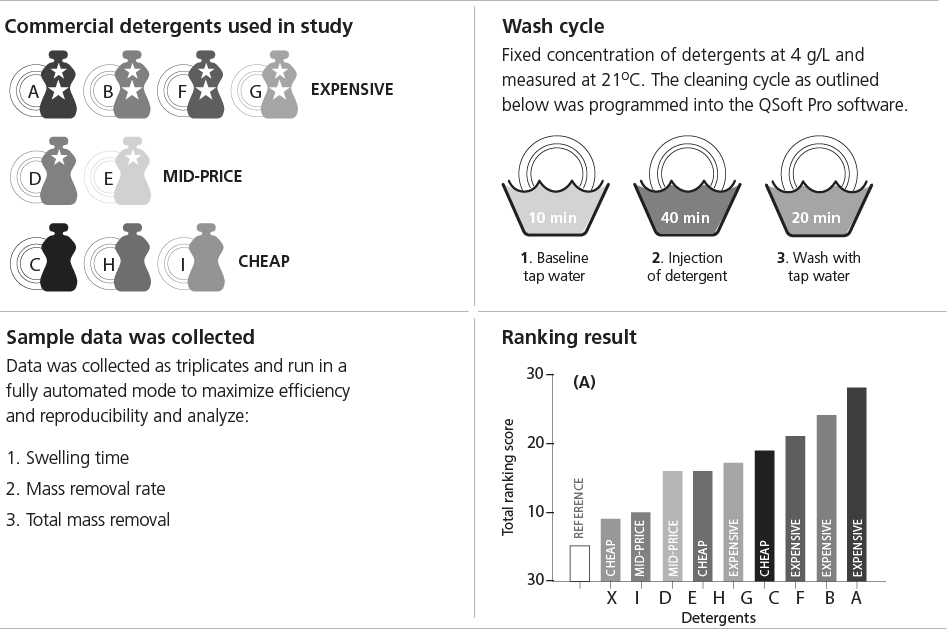 Commercial detergents used in study
A B F G EXPENSIVE
D E MID-PRICE
C H I CHEAP
Wash cycle
Fixed concentration of detergents at 4 g/L and
measured at 21⁰C. The cleaning cycle as outlined
below was programmed into the QSoft Pro software.
10 min 40 min 20 min
1. Baseline
tap water
2. Injection
of detergent
3. Wash with
tap water
Sample data was collected
Data was collected as triplicates and run in a
fully automated mode to maximize efficiency
and reproducibility and analyze:
1. Swelling time
2. Mass removal rate
3. Total mass removal
Ranking result
(A)
Total ranking score
30
20
10
30
REFERENCE
CHEAP
MID-PRICE
MID-PRICE
CHEAP
EXPENSIVE
CHEAP
EXPENSIVE
EXPENSIVE
EXPENSIVE
X I D E H G C F B A
Detergents